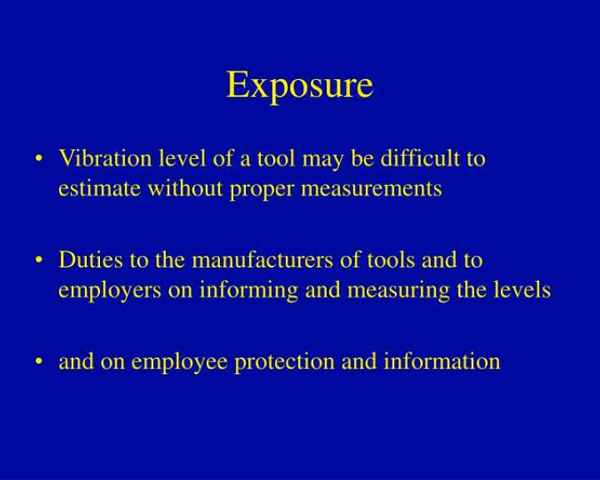 Exposure
• Vibration level of a tool may be difficult to
estimate without proper measurements
• Duties to the manufacturers of tools and to
employers on informing and measuring the levels
• and on employee protection and information